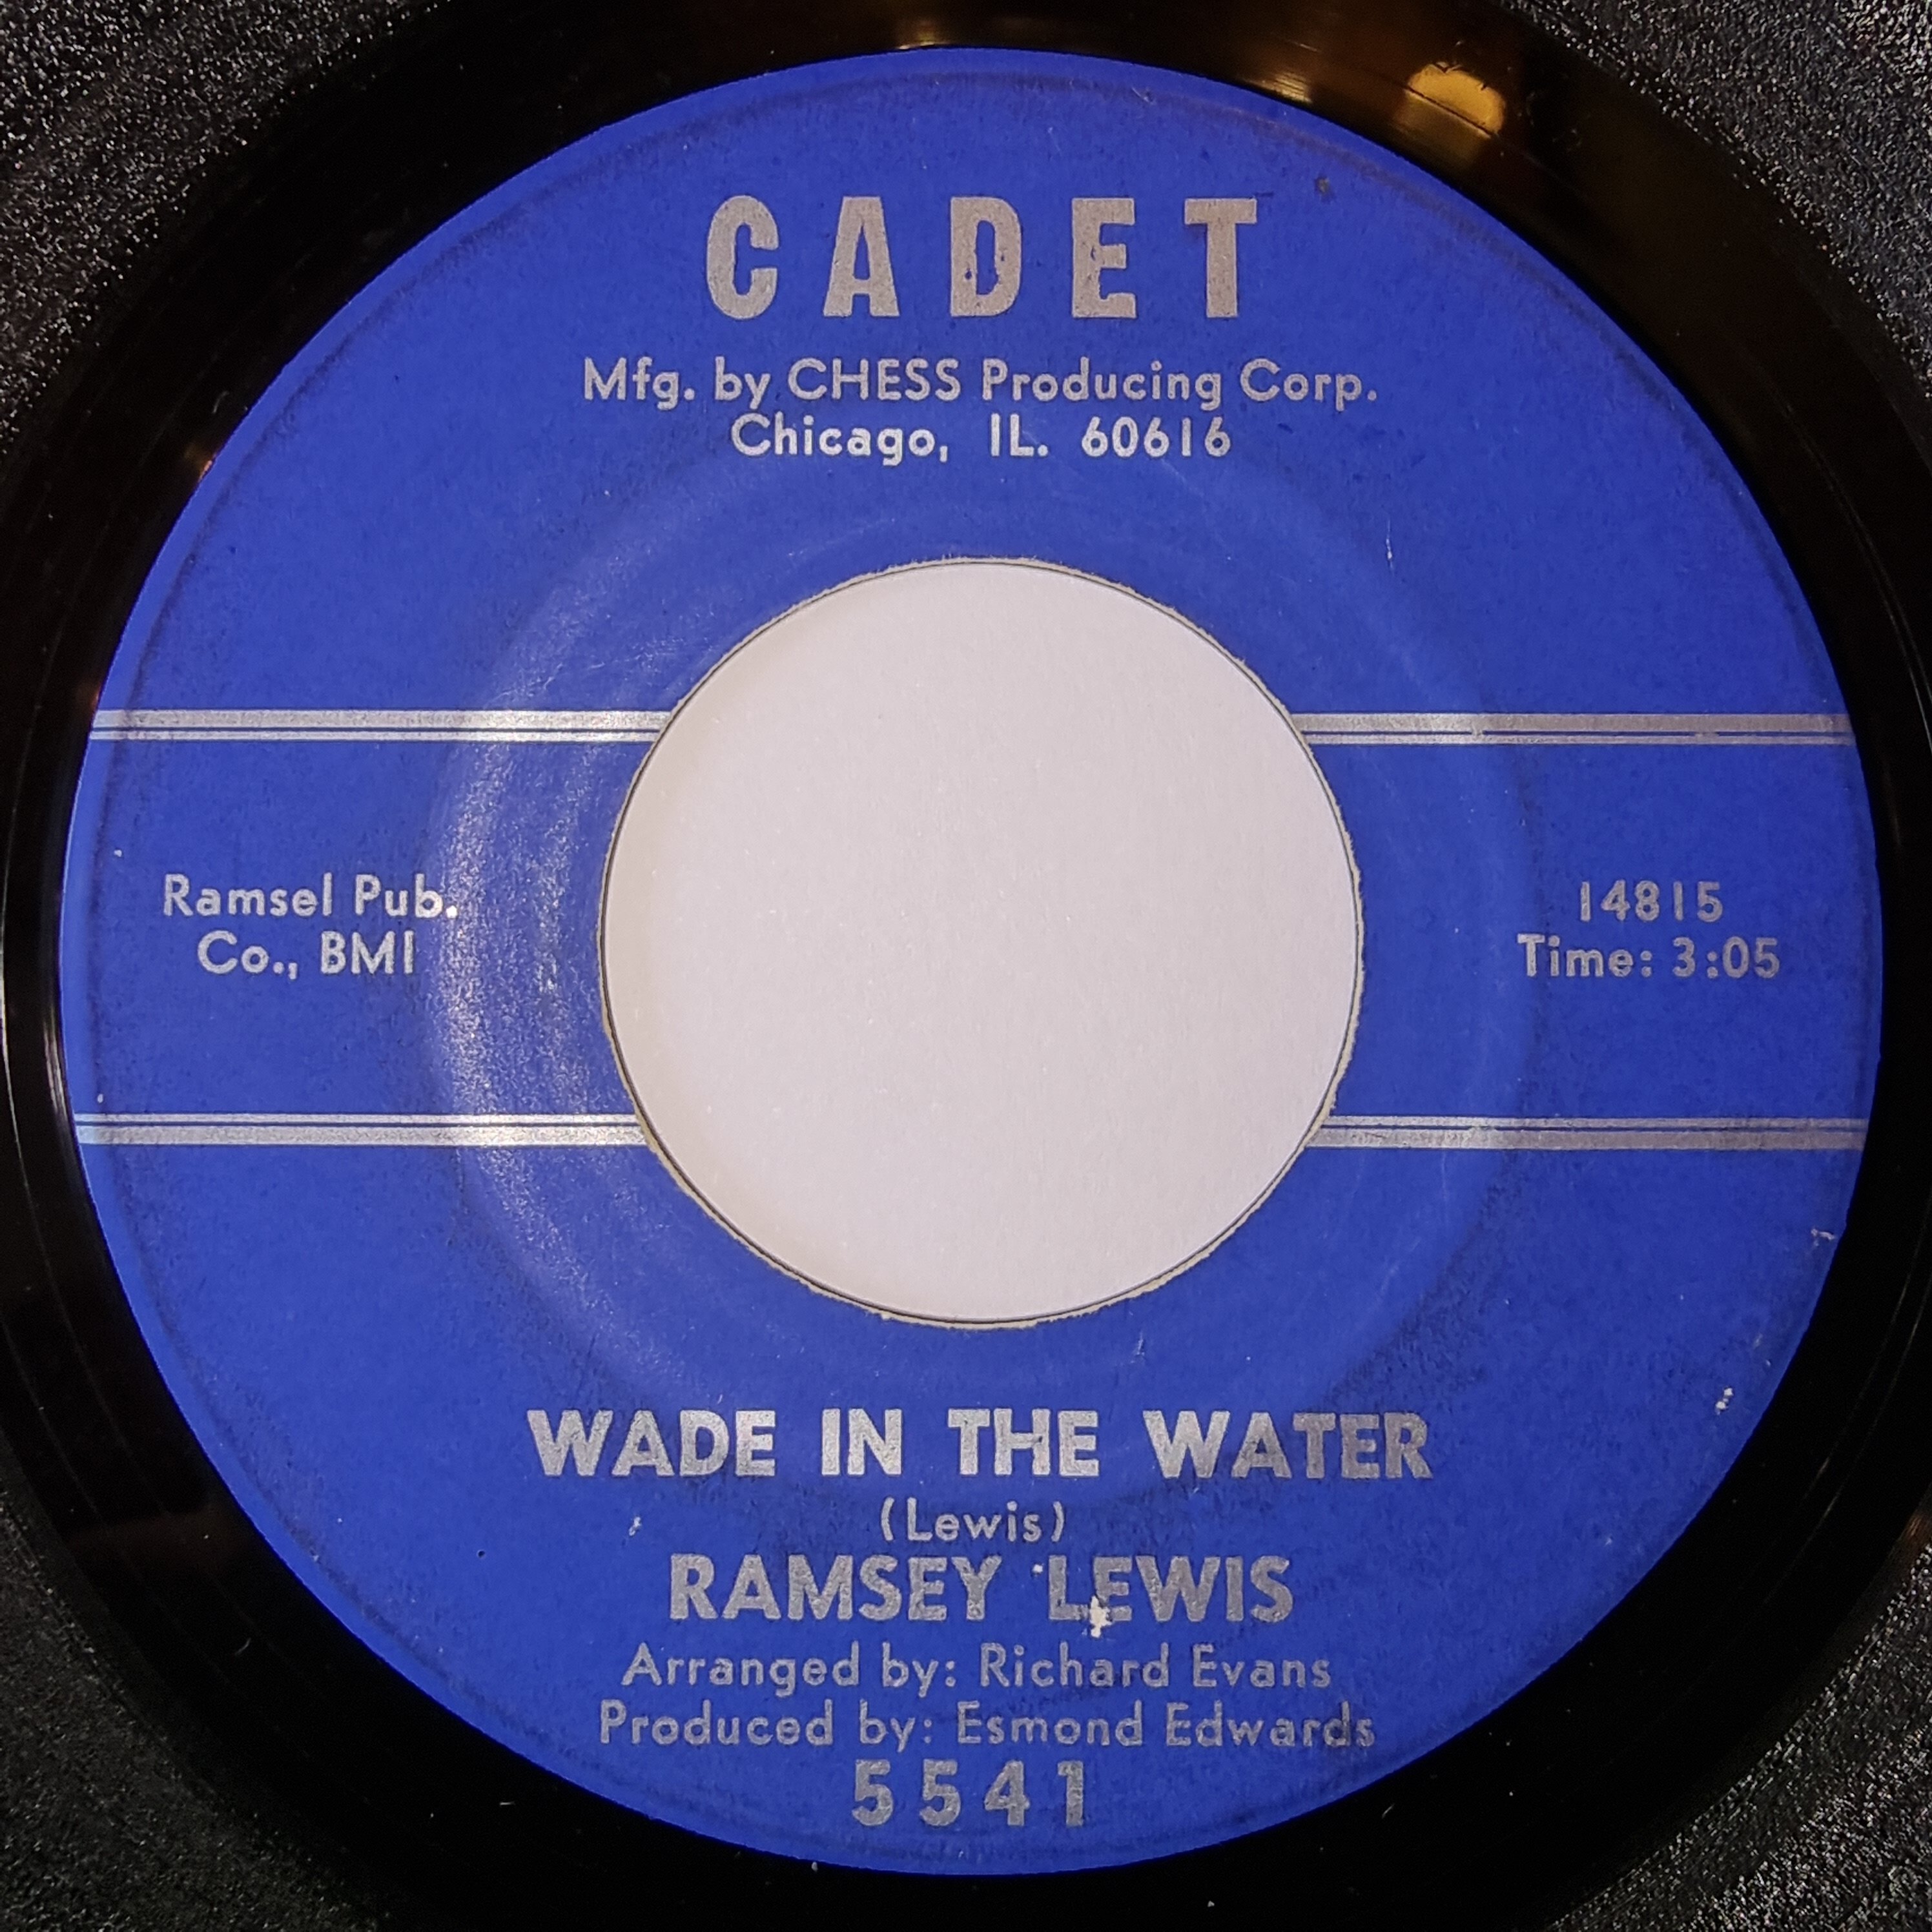 CADET
Mfg. by CHESS Producing Corp.
Chicago, IL. 60616
Ramsel Pub.
Co., BMI
14815
Time: 3:05
WADE IN THE WATER
(Lewis)
RAMSEY LEWIS
Arranged by: Richard Evans
Produced by: Esmond Edwards
5541